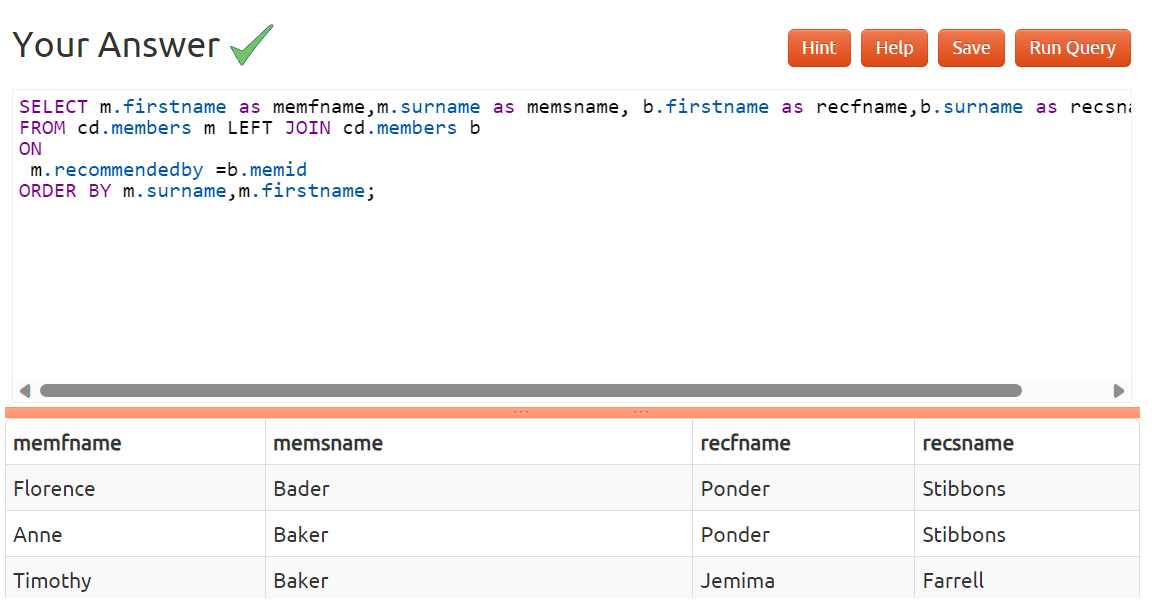 Your Answer
Hint Help Save Run Query
SELECT m.firstname as memfname,m.surname as memsname, b.firstname as recfname,b.surname as
FROM cd.members m LEFT JOIN cd.members b
ON
m.recommendedby =b.memid
ORDER BY m.surname,m.firstname;
memfname memsname recfname recsname
Florence Bader Ponder Stibbons
Anne Baker Ponder Stibbons
Timothy Baker Jemima Farrell